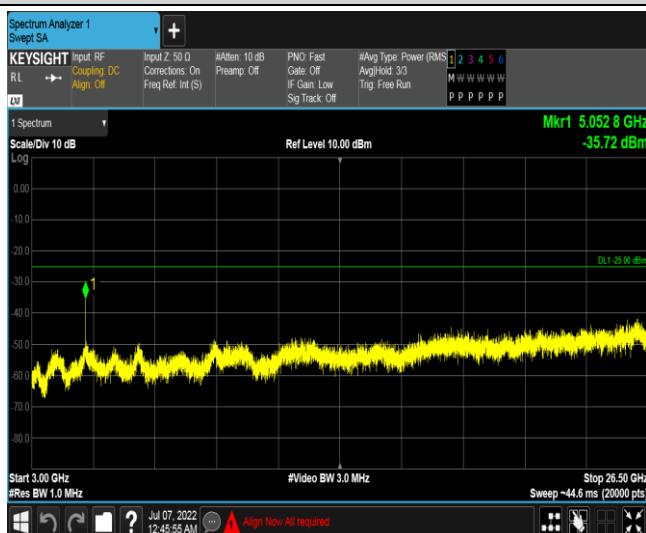 Spectrum Analyzer 1
Swept SA
+
KEYSIGHT
RL
LXI
Input: RF
Coupling: DC
Align: Off
Input Z: 50 Ω
Corrections: On
Freq Ref: Int (S)
#Atten: 10 dB
Preamp: Off
PNO: Fast
Gate: Off
IF Gain: Low
Sig Track: Off
#Avg Type: Power (RMS
Avg|Hold: 3/3
Trig: Free Run
1 2 3 4 5 6
M W W W W W
P P P P P P
1 Spectrum
Scale/Div 10 dB
Ref Level 10.00 dBm
Mkr1 5.052 8 GHz
-35.72 dBm
Log
0.00
-10.0
-20.0
DL1 -25.00 dBm
-30.0
1
-40.0
-50.0
-60.0
-70.0
-80.0
Start 3.00 GHz
#Video BW 3.0 MHz
Stop 26.50 GHz
#Res BW 1.0 MHz
Sweep ~44.6 ms (20000 pts)
?
Jul 07, 2022
12:45:55 AM
Align Now All required